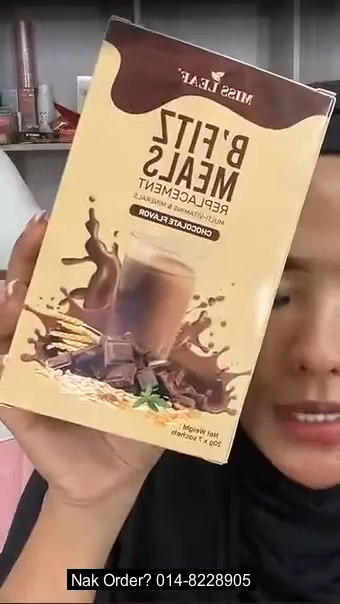 MISS LEAF
B'FITZ
MEALS
REPLACEMENT
MULTI-VITAMINS & MINERALS
CHOCOLATE FLAVOR
Net Weight :
30g x 7 sachets
Nak Order? 014-8228905